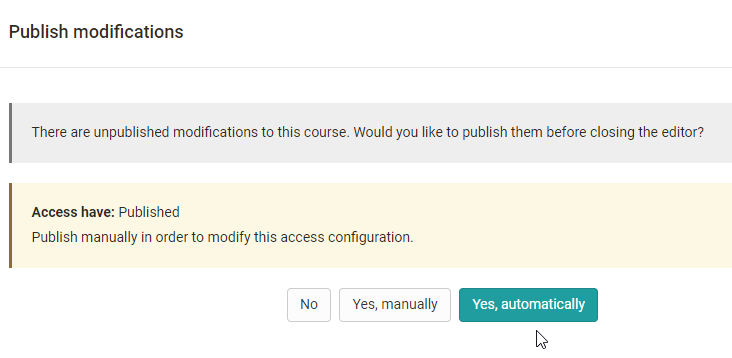 Publish modifications
There are unpublished modifications to this course. Would you like to publish them before closing the editor?
Access have: Published
Publish manually in order to modify this access configuration.
No
Yes, manually
Yes, automatically